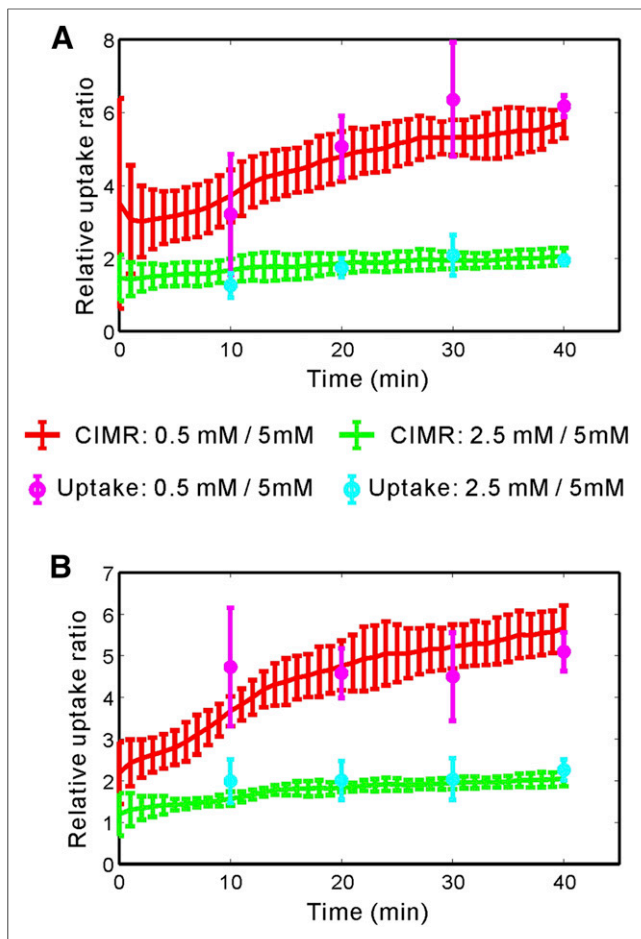 A
8
6
4
2
0
Relative uptake ratio
0 10 20 30 40
Time (min)
CIMR: 0.5 mM / 5mM CIMR: 2.5 mM / 5mM
Uptake: 0.5 mM / 5mM Uptake: 2.5 mM / 5mM
B
7
6
5
4
3
2
1
0
Relative uptake ratio
0 10 20 30 40
Time (min)